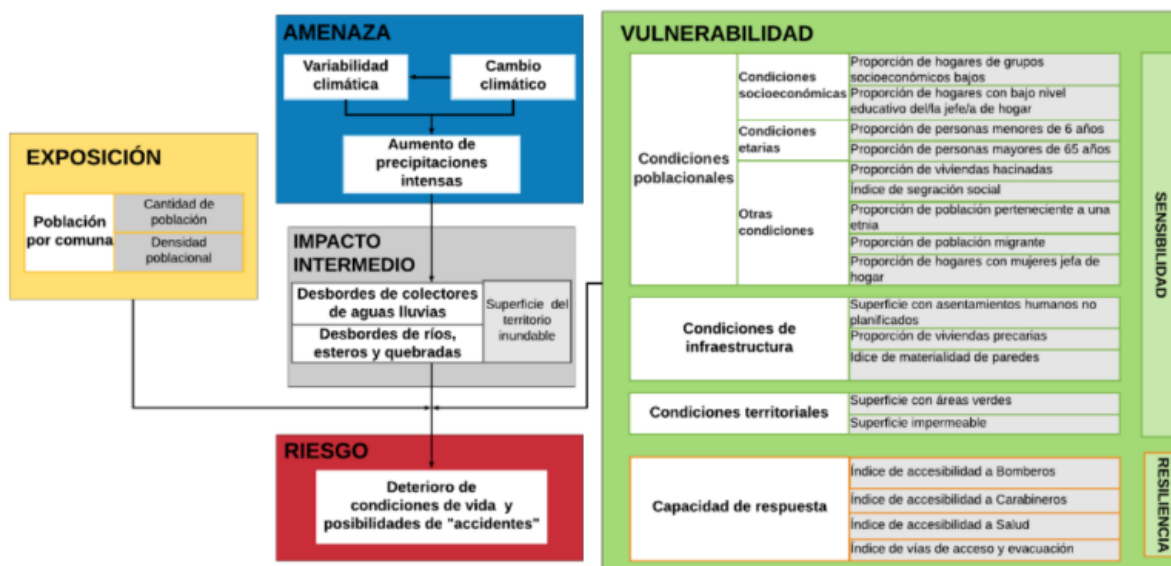 EXPOSICIÓN
Población
por comuna
Cantidad de
población
Densidad
poblacional
AMENAZA
Variabilidad
climática
Cambio
climático
Aumento de
precipitaciones
intensas
IMPACTO
INTERMEDIO
Desbordes de colectores
de aguas lluvias
Desbordes de ríos,
esteros y quebradas
Superficie del
territorio
inundable
RIESGO
Deterioro de
condiciones de vida y
posibilidades de "accidentes"
VULNERABILIDAD
Condiciones
poblacionales
Condiciones
socioeconómicas
Proporción de hogares de grupos
socioeconómicos bajos
Proporción de hogares con bajo nivel
educativo del/la jefe/a de hogar
Condiciones
etarias
Proporción de personas menores de 6 años
Proporción de personas mayores de 65 años
Otras
condiciones
Proporción de viviendas hacinadas
Índice de segración social
Proporción de población perteneciente a una
etnia
Proporción de población migrante
Proporción de hogares con mujeres jefa de
hogar
Condiciones de
infraestructura
Superficie con asentamientos humanos no
planificados
Proporción de viviendas precarias
Idice de materialidad de paredes
Condiciones territoriales
Superficie con áreas verdes
Superficie impermeable
SENSIBILIDAD
Capacidad de respuesta
Índice de accesibilidad a Bomberos
Índice de accesibilidad a Carabineros
Índice de accesibilidad a Salud
Índice de vías de acceso y evacuación
RESILIENCIA